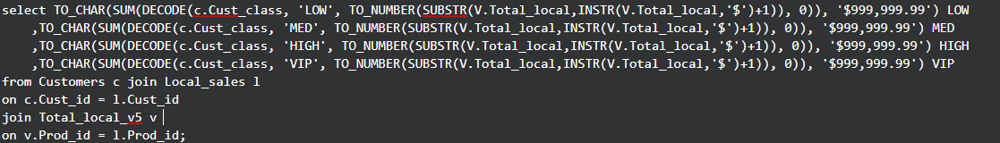 select TO_CHAR(SUM(DECODE(c.Cust_class, 'LOW', TO_NUMBER(SUBSTR(V.Total_local,INSTR(V.Total_local,'$')+1)), 0)), '$999,999.99') LOW
,TO_CHAR(SUM(DECODE(c.Cust_class, 'MED', TO_NUMBER(SUBSTR(V.Total_local,INSTR(V.Total_local,'$')+1)), 0)), '$999,999.99') MED
,TO_CHAR(SUM(DECODE(c.Cust_class, 'HIGH', TO_NUMBER(SUBSTR(V.Total_local,INSTR(V.Total_local,'$')+1)), 0)), '$999,999.99') HIGH
,TO_CHAR(SUM(DECODE(c.Cust_class, 'VIP', TO_NUMBER(SUBSTR(V.Total_local,INSTR(V.Total_local,'$')+1)), 0)), '$999,999.99') VIP
from Customers c join Local_sales l
on c.Cust_id = l.Cust_id
join Total_local_v5 v
on v.Prod_id = l.Prod_id;